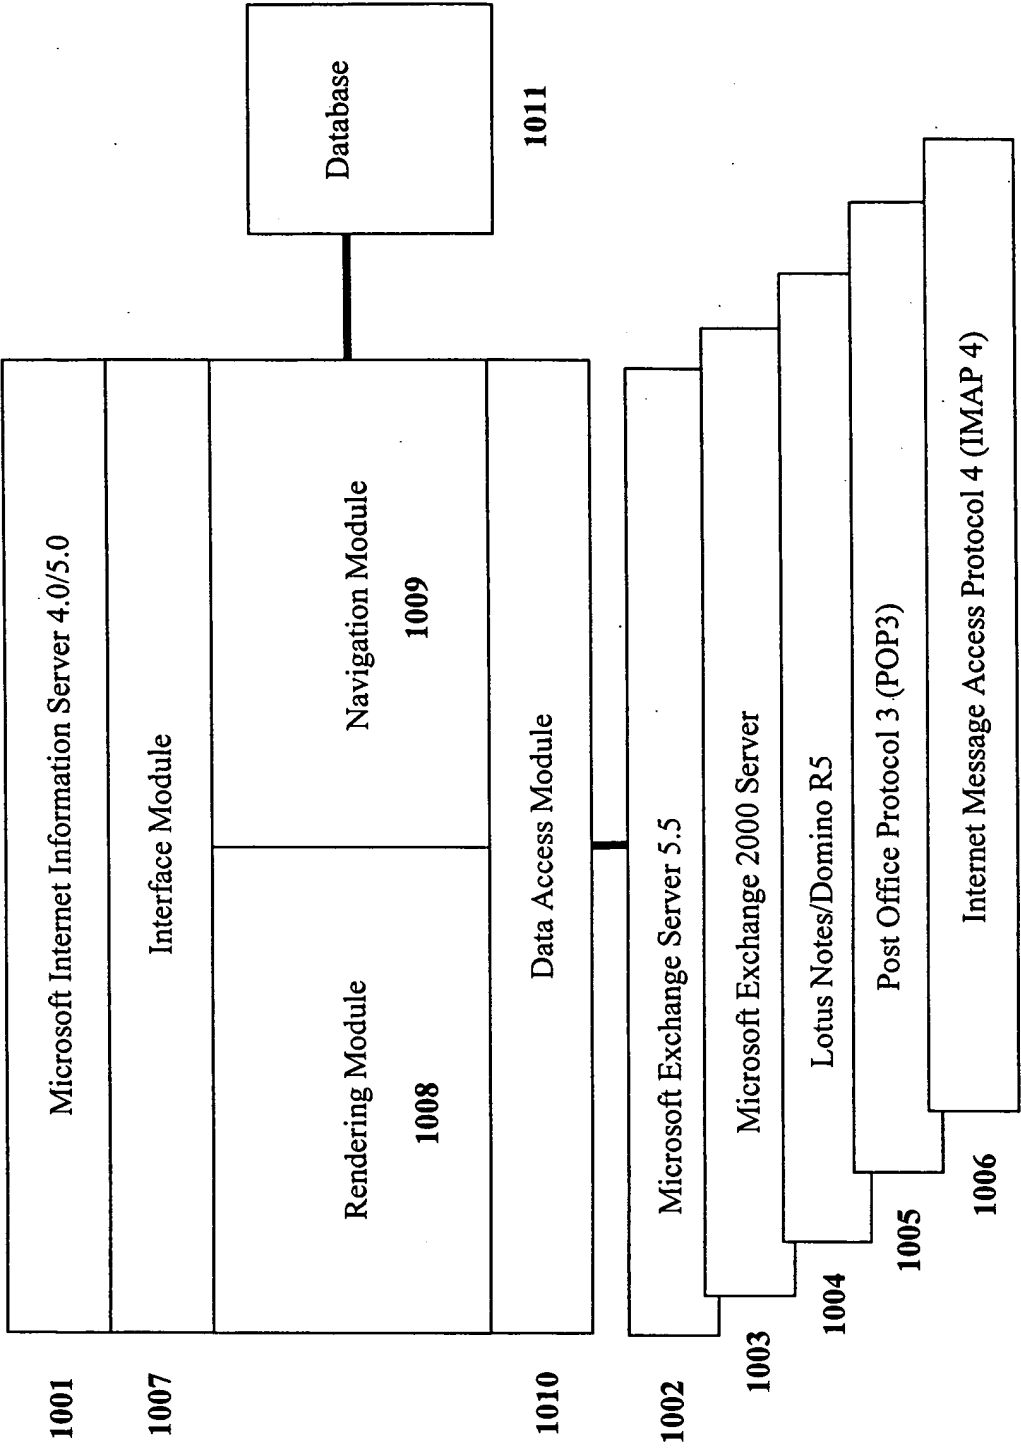 1001
Microsoft Internet Information Server 4.0/5.0
1007
Interface Module
Rendering Module
1008
Navigation Module
1009
Database
1011
1010
Data Access Module
1002
Microsoft Exchange Server 5.5
1003
Microsoft Exchange 2000 Server
1004
Lotus Notes/Domino R5
1005
Post Office Protocol 3 (POP3)
1006
Internet Message Access Protocol 4 (IMAP 4)